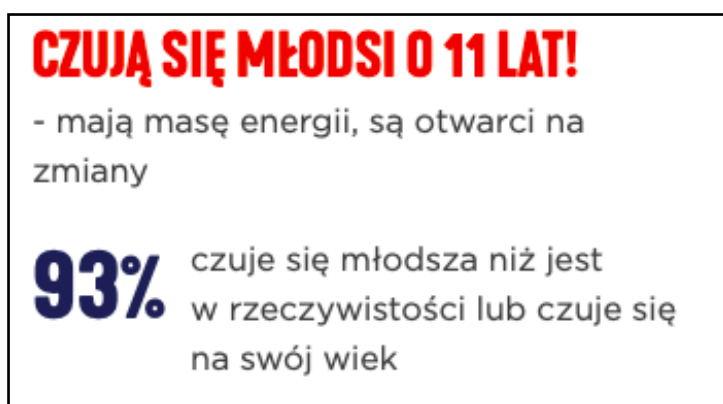 CZUJĄ SIĘ MŁODSI O 11 LAT!
- mają masę energii, są otwarci na
zmiany
93%
czuje się młodsza niż jest
w rzeczywistości lub czuje się
na swój wiek